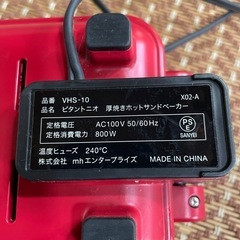 品番 VHS-10 X02-A
品名 ビタントニオ 厚焼きホットサンドベーカー
定格電圧 AC100V 50/60Hz
定格消費電力 800W
PS
E
SANYEI
温度ヒューズ 240℃
株式会社 mhエンタープライズ MADE IN CHINA